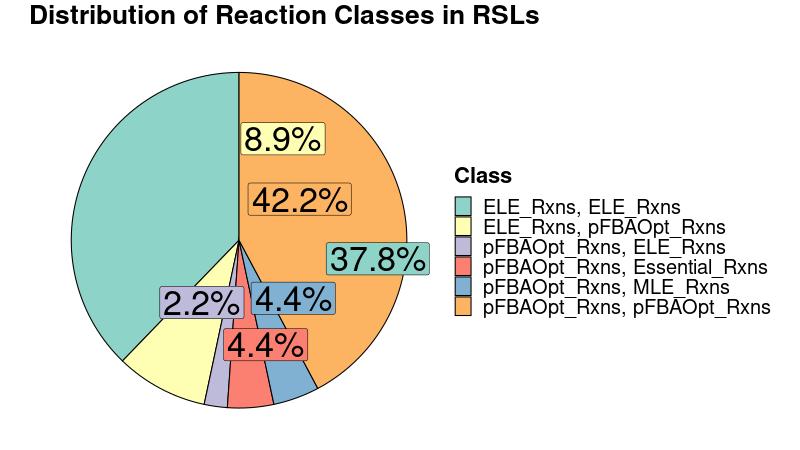 Distribution of Reaction Classes in RSLs
8.9%
42.2%
37.8%
2.2%
4.4%
4.4%
Class
ELE_Rxns, ELE_Rxns
ELE_Rxns, pFBAOpt_Rxns
pFBAOpt_Rxns, ELE_Rxns
pFBAOpt_Rxns, Essential_Rxns
pFBAOpt_Rxns, MLE_Rxns
pFBAOpt_Rxns, pFBAOpt_Rxns